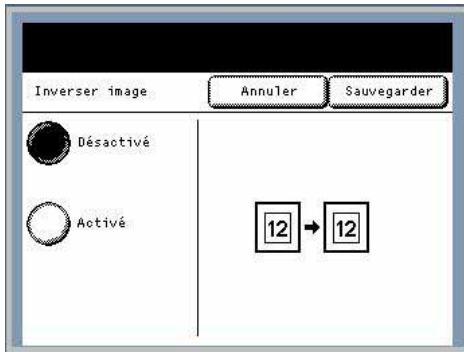 Inverser image
Annuler
Sauvegarder
Désactivé
Activé
12
12